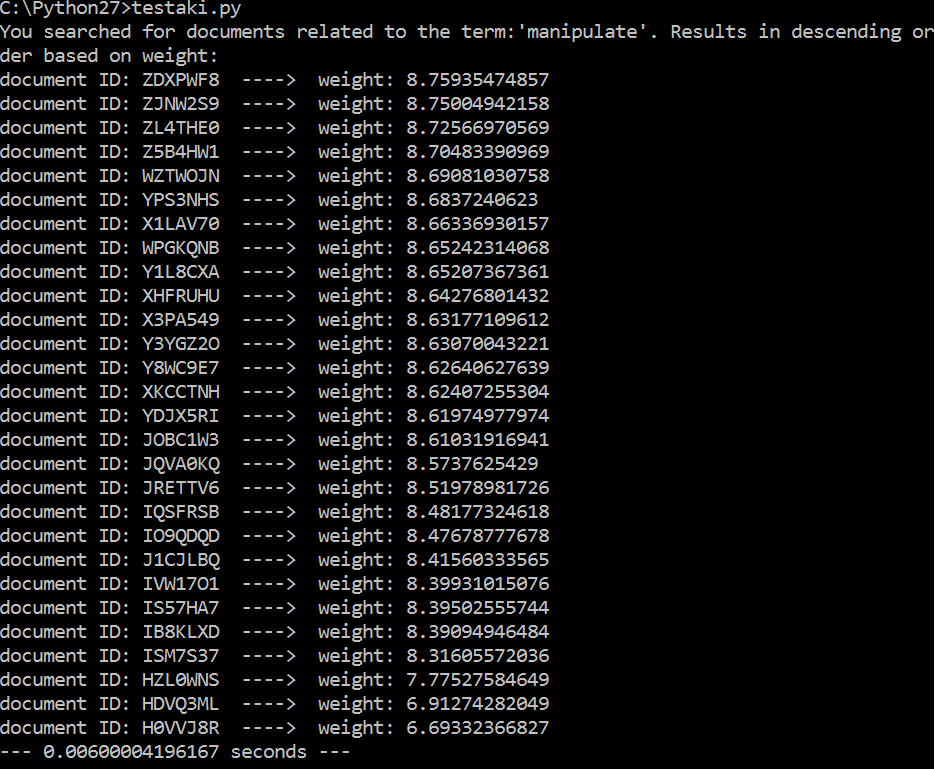 C:\Python27>testaki.py
You searched for documents related to the term:'manipulate'. Results in descending or
der based on weight:
document ID: ZDXPWF8  ---->  weight: 8.75935474857
document ID: ZJNW2S9  ---->  weight: 8.75004942158
document ID: ZL4THE0  ---->  weight: 8.72566970569
document ID: Z5B4HW1  ---->  weight: 8.70483390969
document ID: WZTWOJN  ---->  weight: 8.69081030758
document ID: YPS3NHS  ---->  weight: 8.6837240623
document ID: X1LAV70  ---->  weight: 8.66336930157
document ID: WPGKQNB  ---->  weight: 8.65242314068
document ID: Y1L8CXA  ---->  weight: 8.65207367361
document ID: XHFRUHU  ---->  weight: 8.64276801432
document ID: X3PA549  ---->  weight: 8.63177109612
document ID: Y3YGZ2O  ---->  weight: 8.63070043221
document ID: Y8WC9E7  ---->  weight: 8.62640627639
document ID: XKCCTNH  ---->  weight: 8.62407255304
document ID: YDJX5RI  ---->  weight: 8.61974977974
document ID: JOBC1W3  ---->  weight: 8.61031916941
document ID: JQVA0KQ  ---->  weight: 8.5737625429
document ID: JRETTV6  ---->  weight: 8.51978981726
document ID: IQSFRSB  ---->  weight: 8.48177324618
document ID: IO9QDQD  ---->  weight: 8.47678777678
document ID: J1CJLBQ  ---->  weight: 8.41560333565
document ID: IVW17O1  ---->  weight: 8.39931015076
document ID: IS57HA7  ---->  weight: 8.39502555744
document ID: IB8KLXD  ---->  weight: 8.39094946484
document ID: ISM7S37  ---->  weight: 8.31605572036
document ID: HZL0WNS  ---->  weight: 7.77527584649
document ID: HDVQ3ML  ---->  weight: 6.91274282049
document ID: H0VVJ8R  ---->  weight: 6.69332366827
--- 0.00600004196167 seconds ---